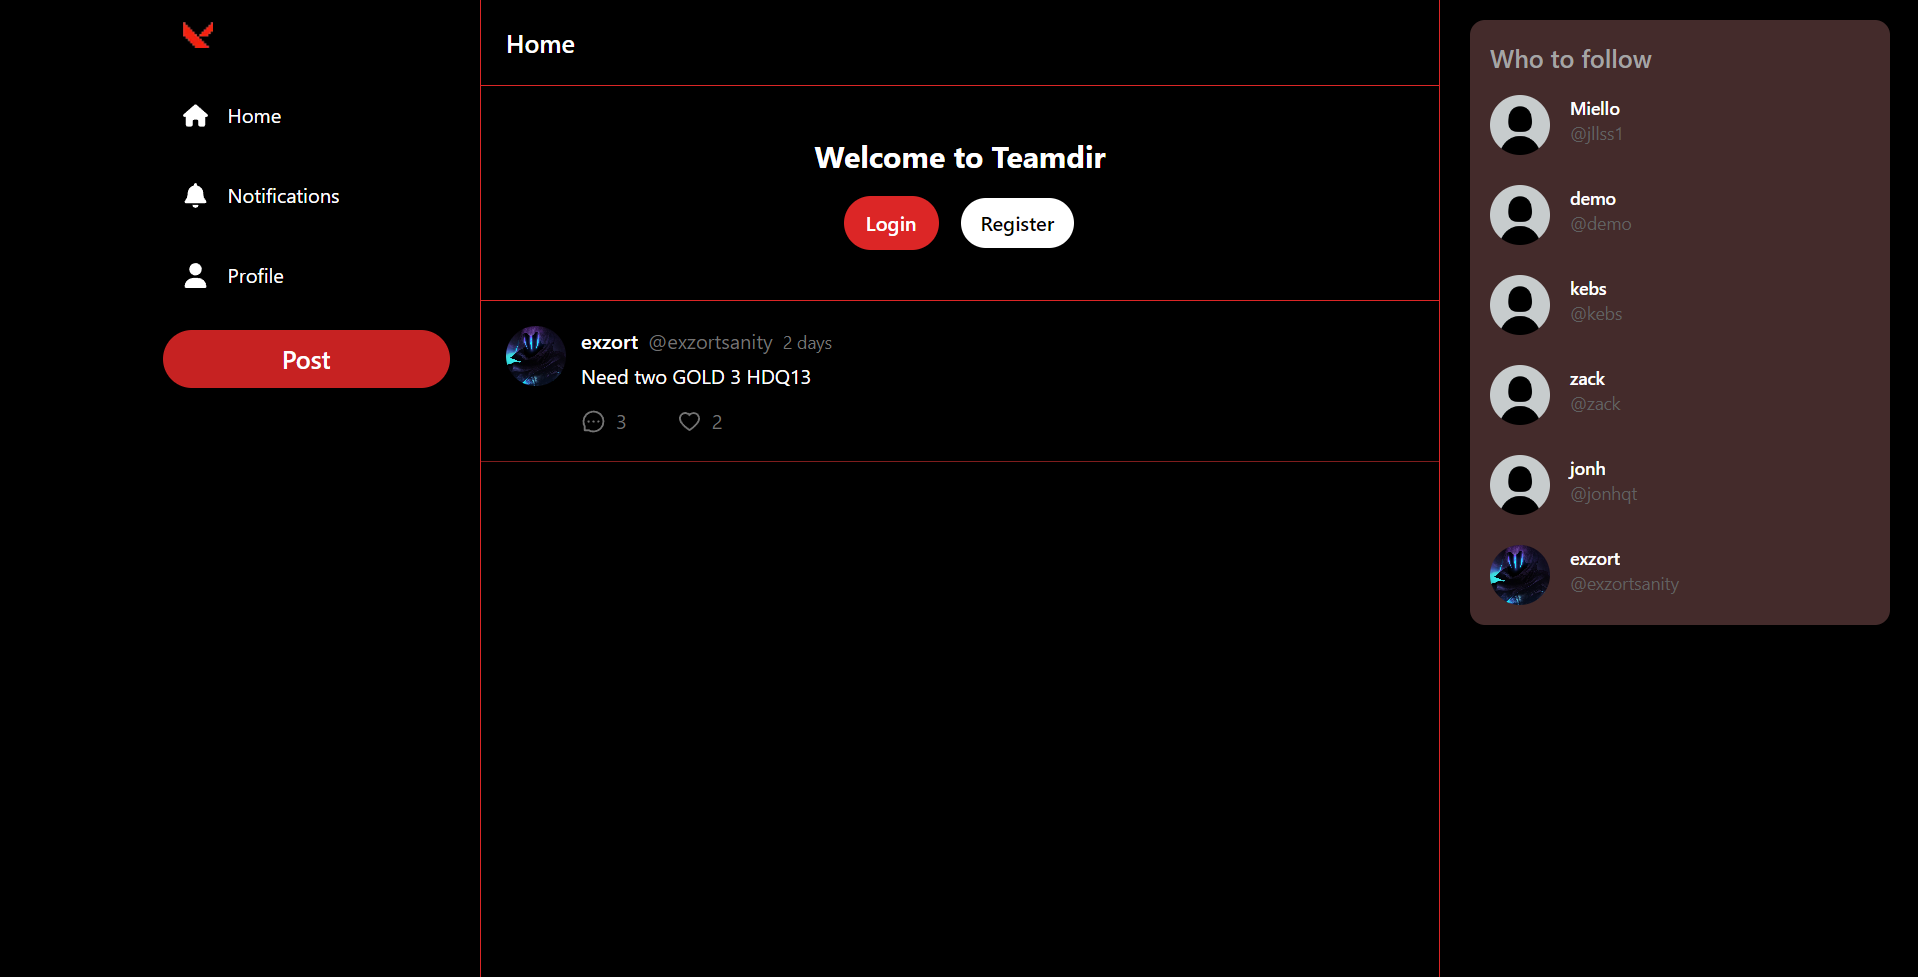 Home
Notifications
Profile
Post
Home
Welcome to Teamdir
Login
Register
exzort @exzortsanity 2 days
Need two GOLD 3 HDQ13
3 2
Who to follow
Miello
@jllss1
demo
@demo
kebs
@kebs
zack
@zack
jonh
@jonhqt
exzort
@exzortsanity